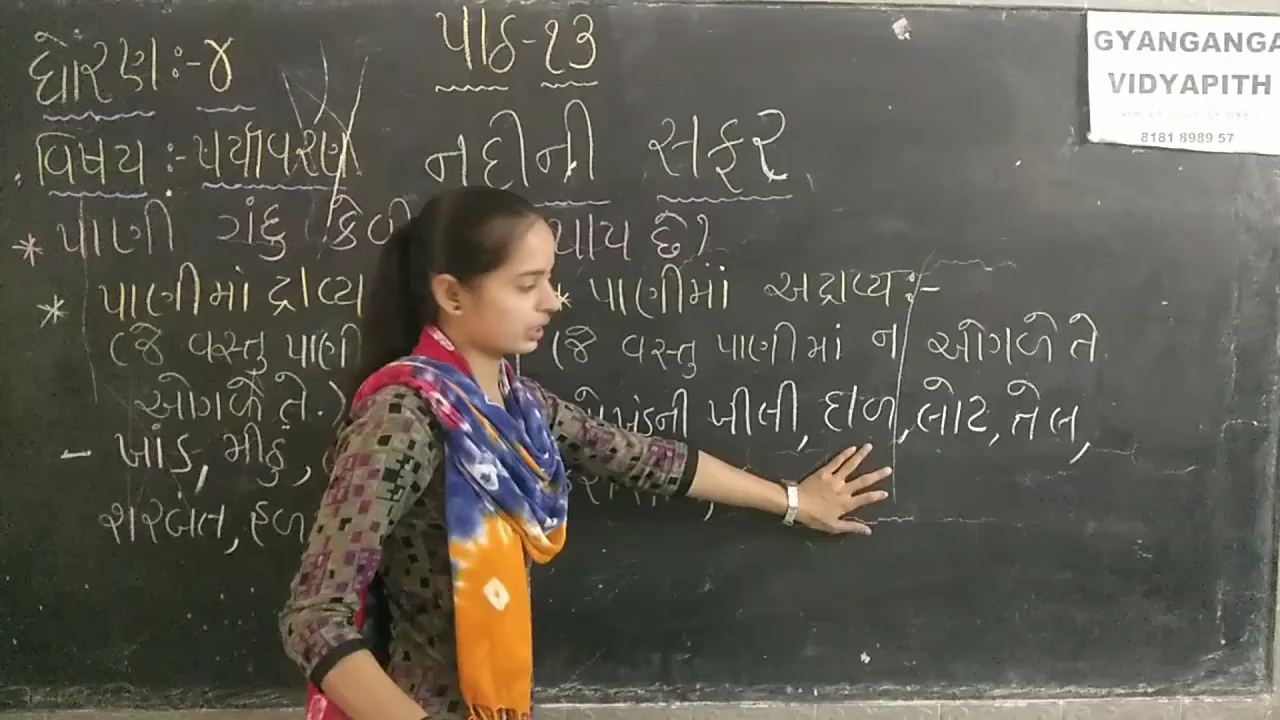 ધોરણ:-૪
પાઠ-૧૩
GYANGANGA
VIDYAPITH
8181 8989 57
વિષય:-પર્યાવરણ
નદીની સફર
* પાણી ગંદુ થાય છે?
* પાણીમાં દ્રાવ્ય
* પાણીમાં અદ્રાવ્ય:-
(જે વસ્તુ પાણી
(જે વસ્તુ પાણીમાં ન ઓગળે તે
ઓગળે તે.)
ખીલી, દાળ, લોટ, તેલ,
- ખાંડ, મીઠું,
શરબત, હળ